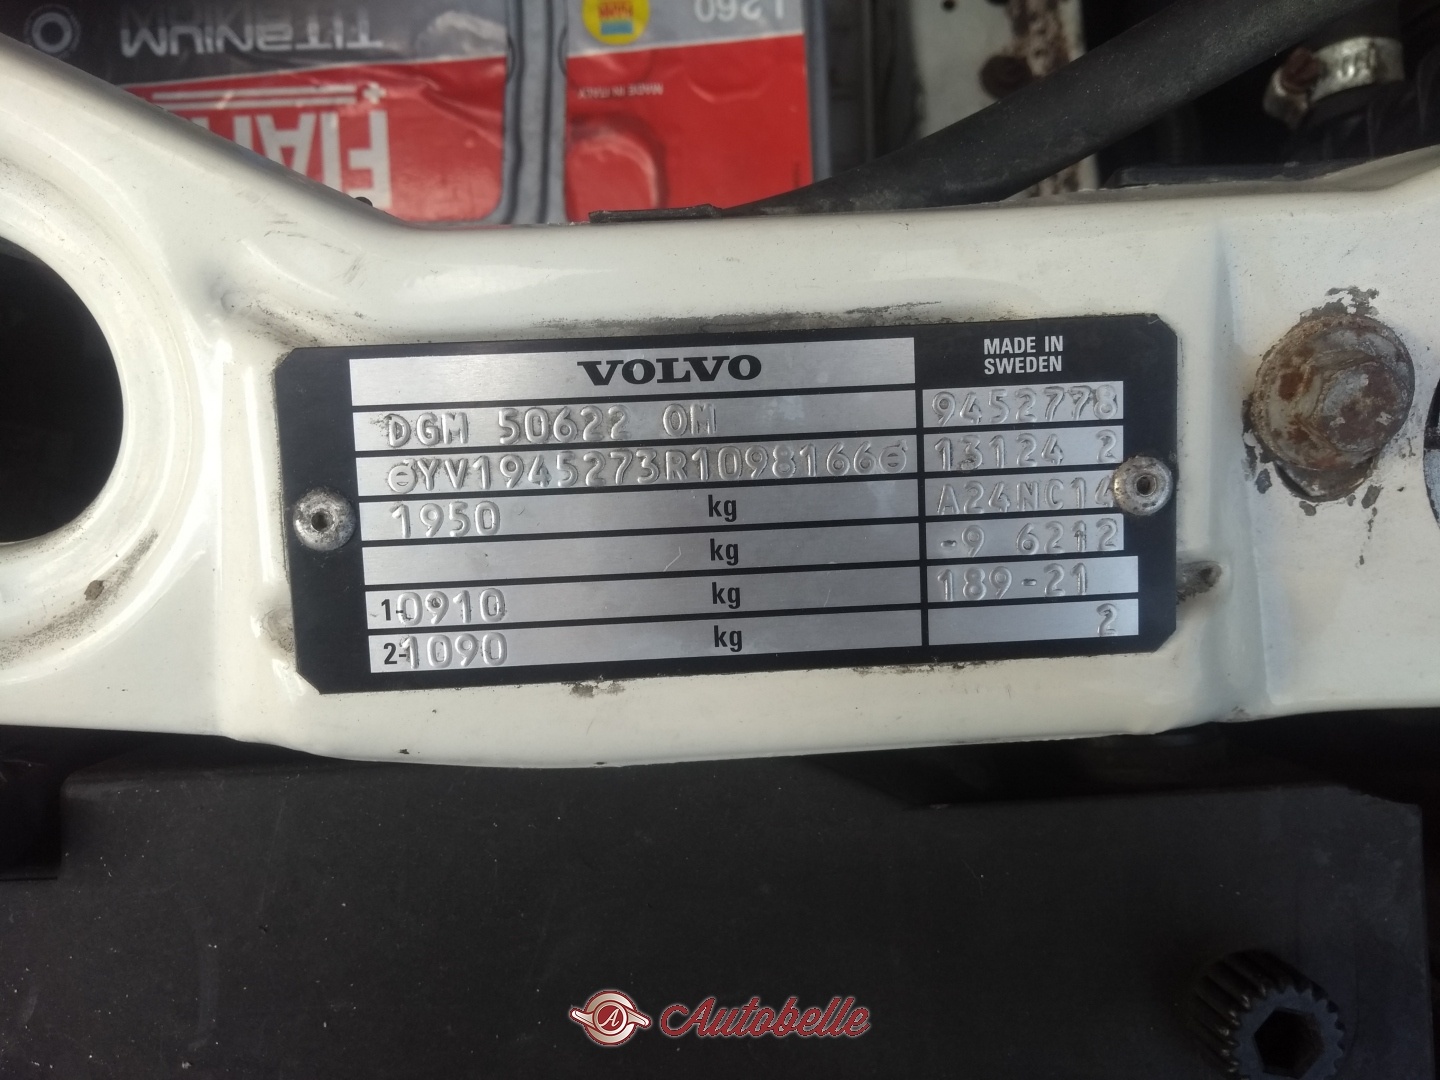 L260
TITANIUM
MADE IN ITALY
FIAM
VOLVO
MADE IN
SWEDEN
DGM 50622 OM
9452778
YV1945273R1098166
13124 2
1950 kg
A24NC14
kg
-9 6212
1- 0910 kg
189-21
2- 1090 kg
2
Autobelle